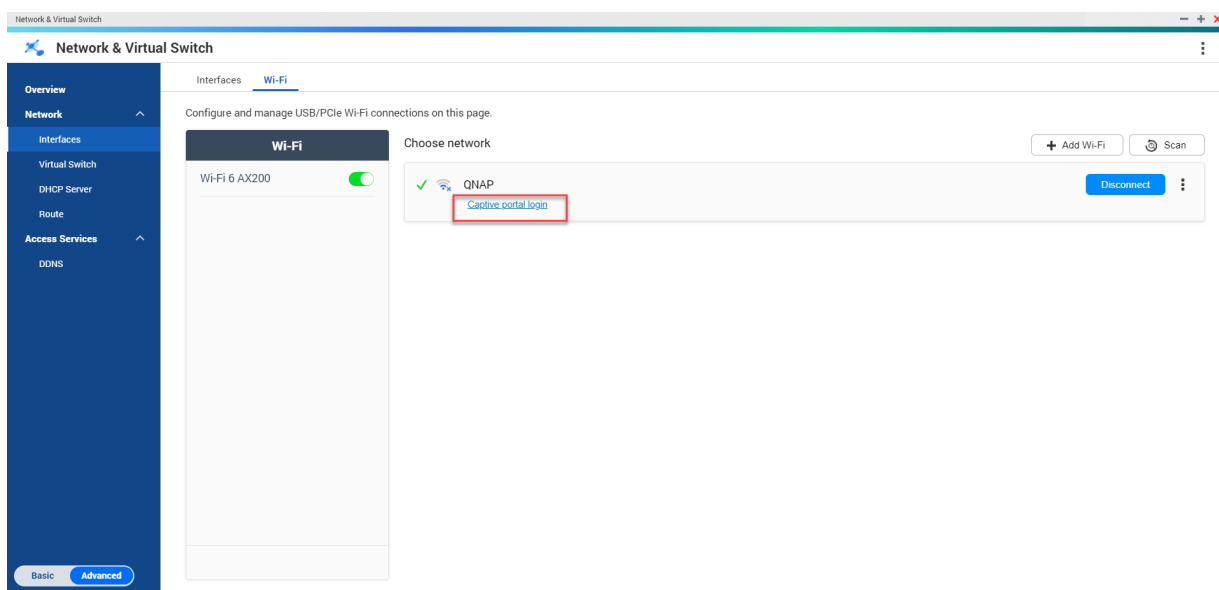 Network & Virtual Switch
Network & Virtual Switch
Overview
Network
Interfaces
Virtual Switch
DHCP Server
Route
Access Services
DDNS
Basic Advanced
Interfaces Wi-Fi
Configure and manage USB/PCIe Wi-Fi connections on this page.
Wi-Fi
Wi-Fi 6 AX200
Choose network
+ Add Wi-Fi Scan
QNAP
Captive portal login
Disconnect